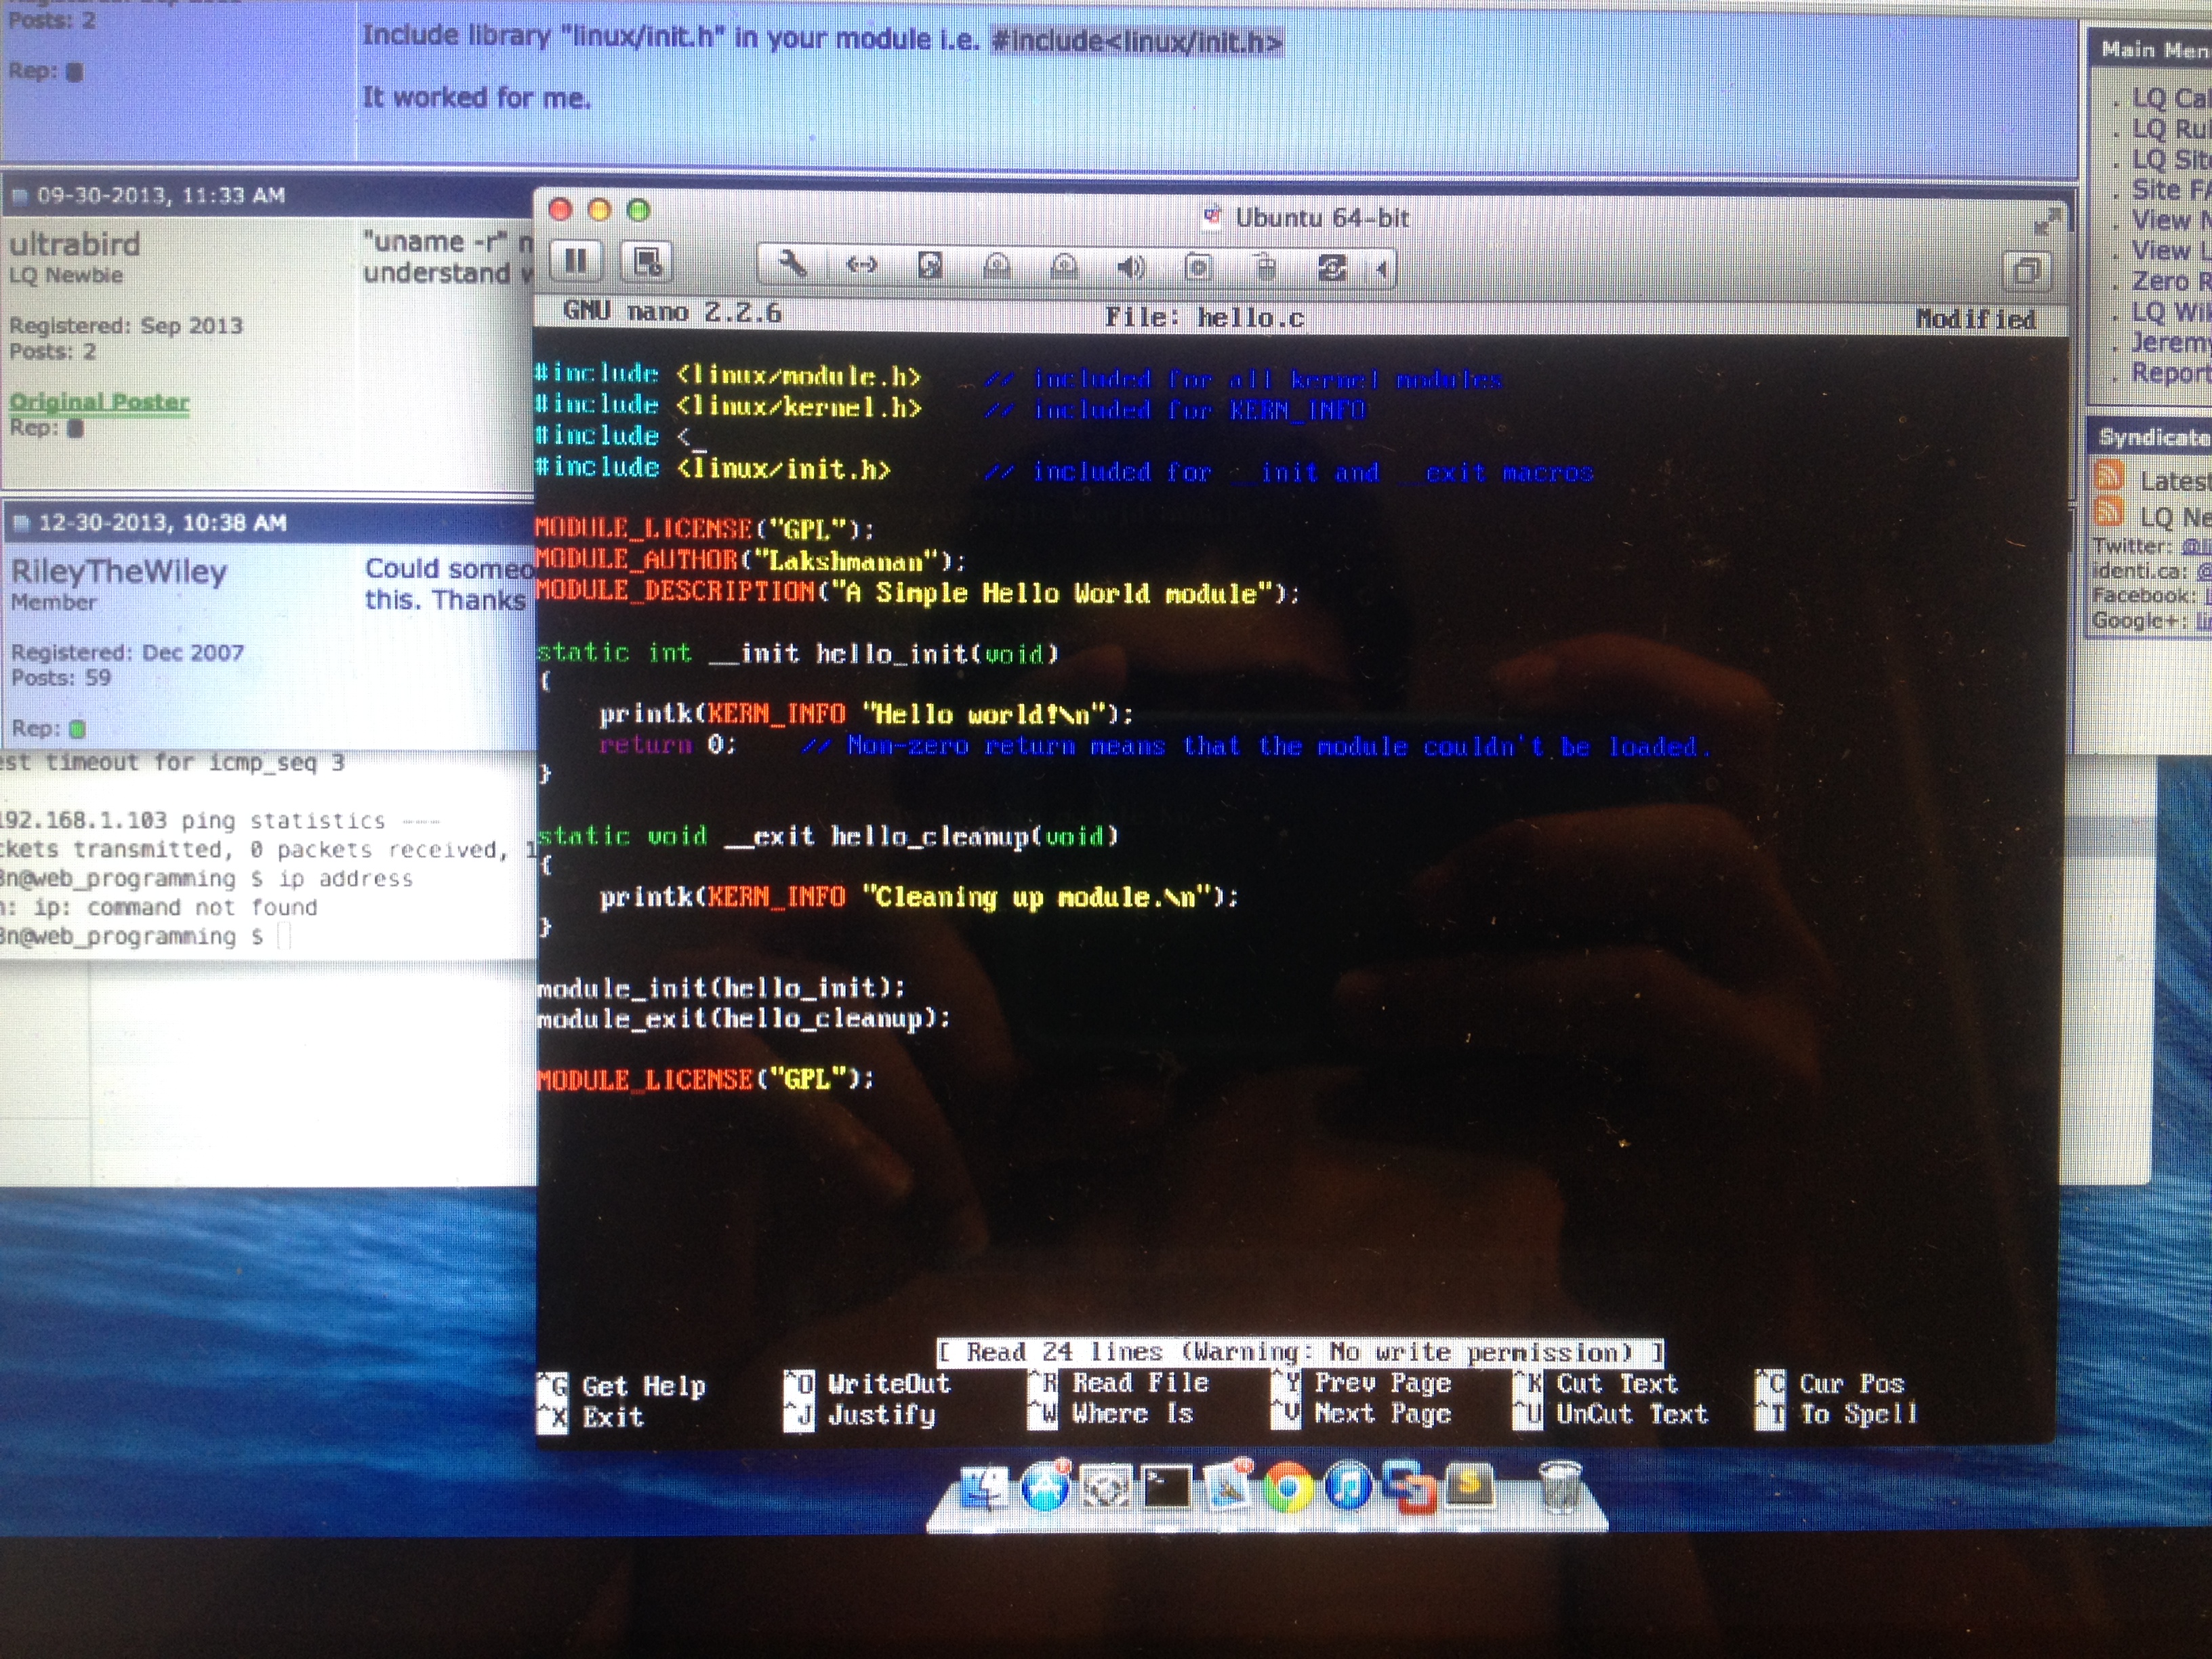 Posts: 2
Rep:
Include library "linux/init.h" in your module i.e. #include<linux/init.h>
It worked for me.
09-30-2013, 11:33 AM
ultrabird
LQ Newbie
Registered: Sep 2013
Posts: 2
Original Poster
Rep:
"uname -r" n
understand w
12-30-2013, 10:38 AM
RileyTheWiley
Member
Registered: Dec 2007
Posts: 59
Rep:
Could someo
this. Thanks
est timeout for icmp_seq 3
192.168.1.103 ping statistics ---
ckets transmitted, 0 packets received, 1
3n@web_programming $ ip address
: ip: command not found
3n@web_programming $
Ubuntu 64-bit
GNU nano 2.2.6 File: hello.c Modified
#include <linux/module.h> // included for all kernel modules
#include <linux/kernel.h> // included for KERN_INFO
#include <_
#include <linux/init.h> // included for __init and __exit macros
MODULE_LICENSE("GPL");
MODULE_AUTHOR("Lakshmanan");
MODULE_DESCRIPTION("A Simple Hello World module");
static int __init hello_init(void)
{
printk(KERN_INFO "Hello world!\n");
return 0; // Non-zero return means that the module couldn't be loaded.
}
static void __exit hello_cleanup(void)
{
printk(KERN_INFO "Cleaning up module.\n");
}
module_init(hello_init);
module_exit(hello_cleanup);
MODULE_LICENSE("GPL");
[ Read 24 lines (Warning: No write permission) ]
^G Get Help ^O WriteOut ^R Read File ^Y Prev Page ^K Cut Text ^C Cur Pos
^X Exit ^J Justify ^W Where Is ^V Next Page ^U UnCut Text ^T To Spell
Main Men
. LQ Cal
. LQ Rul
. LQ Site
. Site FA
. View N
. View L
. Zero R
. LQ Wik
. Jeremy
. Report
Syndicate
Latest
LQ Ne
Twitter: @li
identi.ca: @
Facebook: l
Google+: li